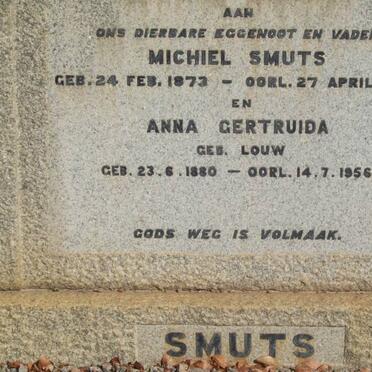 AAN
ONS DIERBARE EGGENOOT EN VADER
MICHIEL SMUTS
GEB. 24 FEB. 1873 – OORL. 27 APRIL
EN
ANNA GERTRUIDA
GEB. LOUW
GEB. 23.6.1880 – OORL. 14.7.1956
GODS WEG IS VOLMAAK.
SMUTS